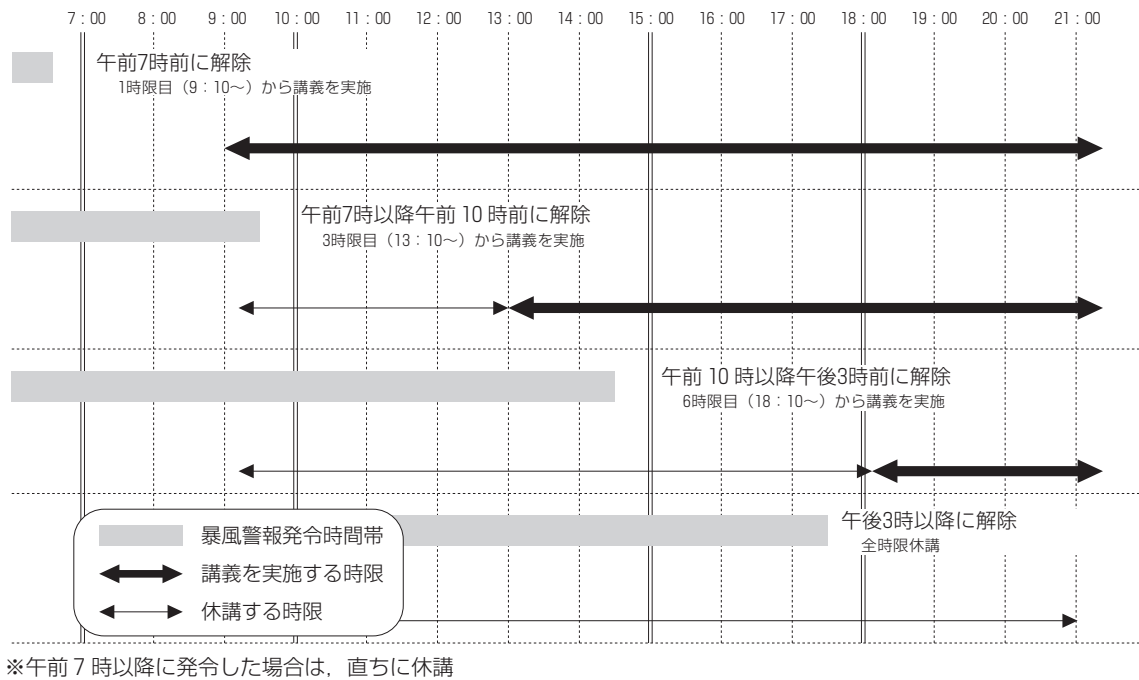 7：00 8：00 9：00 10：00 11：00 12：00 13：00 14：00 15：00 16：00 17：00 18：00 19：00 20：00 21：00
午前7時前に解除
1時限目（9：10～）から講義を実施
午前7時以降午前 10 時前に解除
3時限目（13：10～）から講義を実施
午前 10 時以降午後3時前に解除
6時限目（18：10～）から講義を実施
午後3時以降に解除
全時限休講
暴風警報発令時間帯
講義を実施する時限
休講する時限
※午前 7 時以降に発令した場合は，直ちに休講